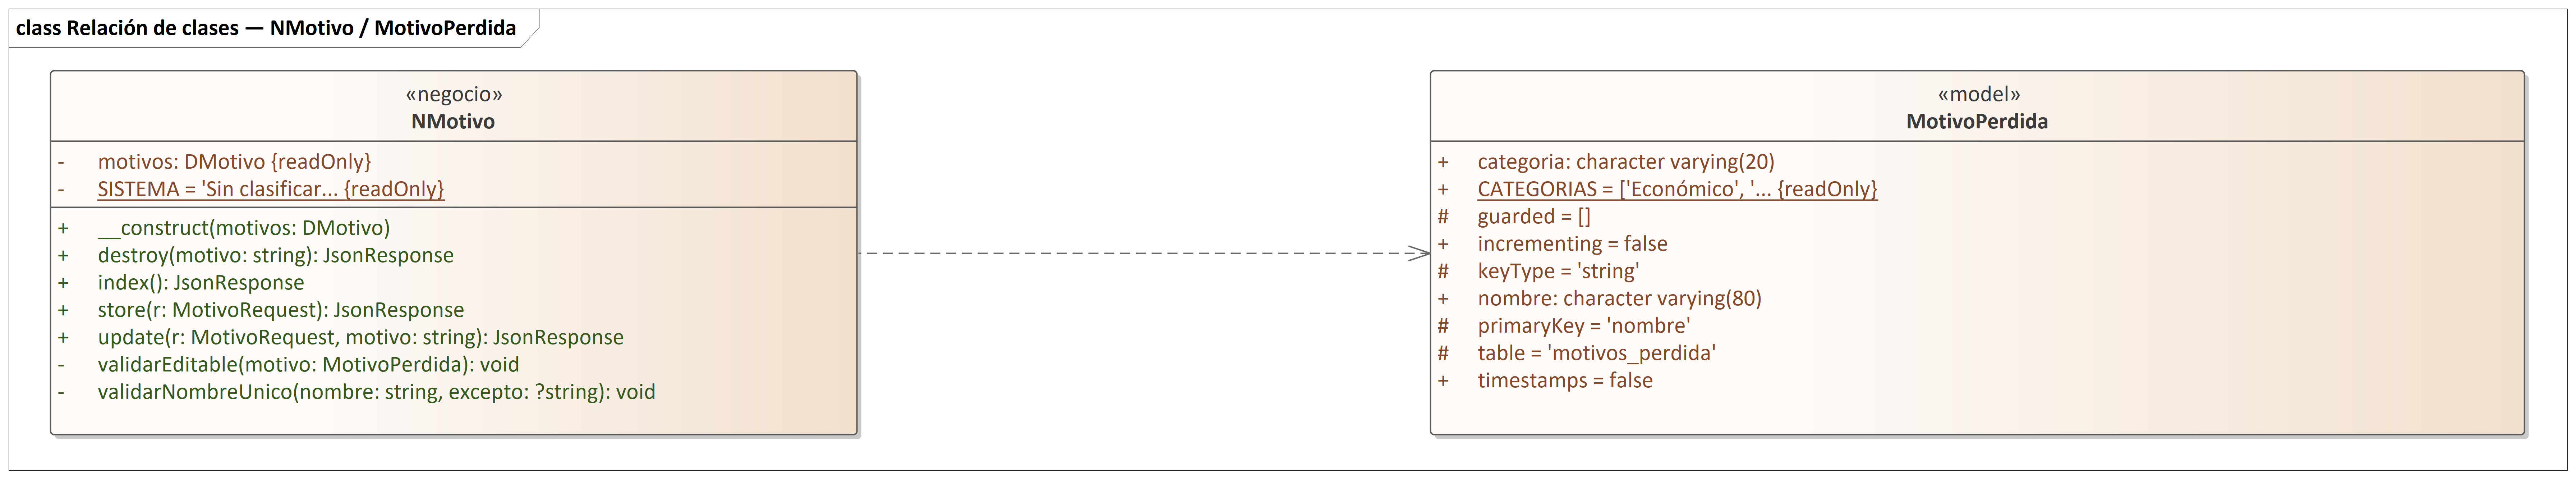 class Relación de clases — NMotivo / MotivoPerdida
«negocio»
NMotivo
- motivos: DMotivo {readOnly}
- SISTEMA = 'Sin clasificar... {readOnly}
+ __construct(motivos: DMotivo)
+ destroy(motivo: string): JsonResponse
+ index(): JsonResponse
+ store(r: MotivoRequest): JsonResponse
+ update(r: MotivoRequest, motivo: string): JsonResponse
- validarEditable(motivo: MotivoPerdida): void
- validarNombreUnico(nombre: string, excepto: ?string): void
«model»
MotivoPerdida
+ categoria: character varying(20)
+ CATEGORIAS = ['Económico', '... {readOnly}
# guarded = []
+ incrementing = false
# keyType = 'string'
+ nombre: character varying(80)
# primaryKey = 'nombre'
# table = 'motivos_perdida'
+ timestamps = false